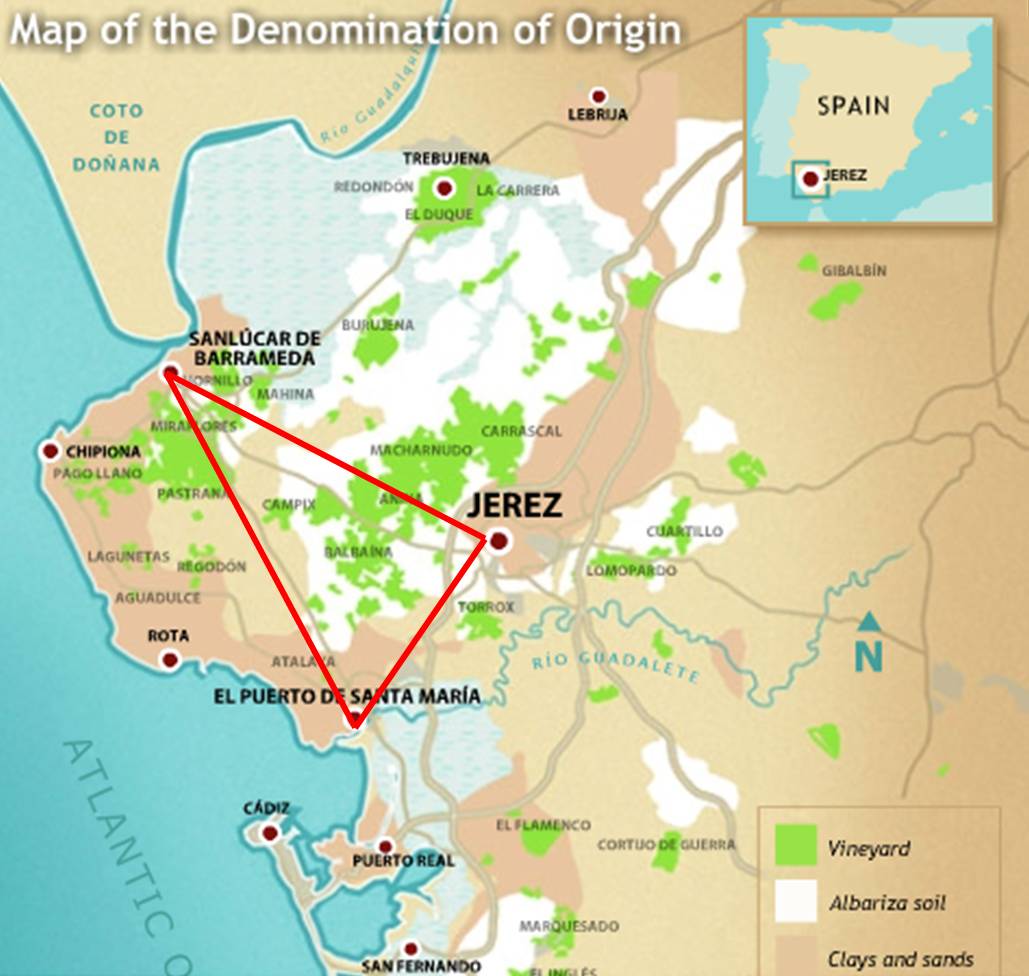 Map of the Denomination of Origin
COTO
DE
DOÑANA
Río Guadalqui
LEBRIJA
SPAIN
JEREZ
TREBUJENA
REDONDÓN
LA CARRERA
EL DUQUE
GIBALBÍN
BURUJENA
SANLÚCAR DE
BARRAMEDA
HORNILLO
MAHINA
MIRAFLORES
CARRASCAL
CHIPIONA
MACHARNUDO
PAGO LLANO
PASTRANA
CAMPIX
JEREZ
CUARTILLO
BALBAÍNA
LAGUNETAS
REGODÓN
LOMOPARDO
AGUADULCE
TORROX
ROTA
N
ATALAYA
RÍO GUADALETE
EL PUERTO DE SANTA MARÍA
ATLANTIC O
CÁDIZ
EL FLAMENCO
CORTIJO DE GUERRA
Vineyard
PUERTO REAL
Albariza soil
MARQUESADO
Clays and sands
SAN FERNANDO
EL INGLÉS